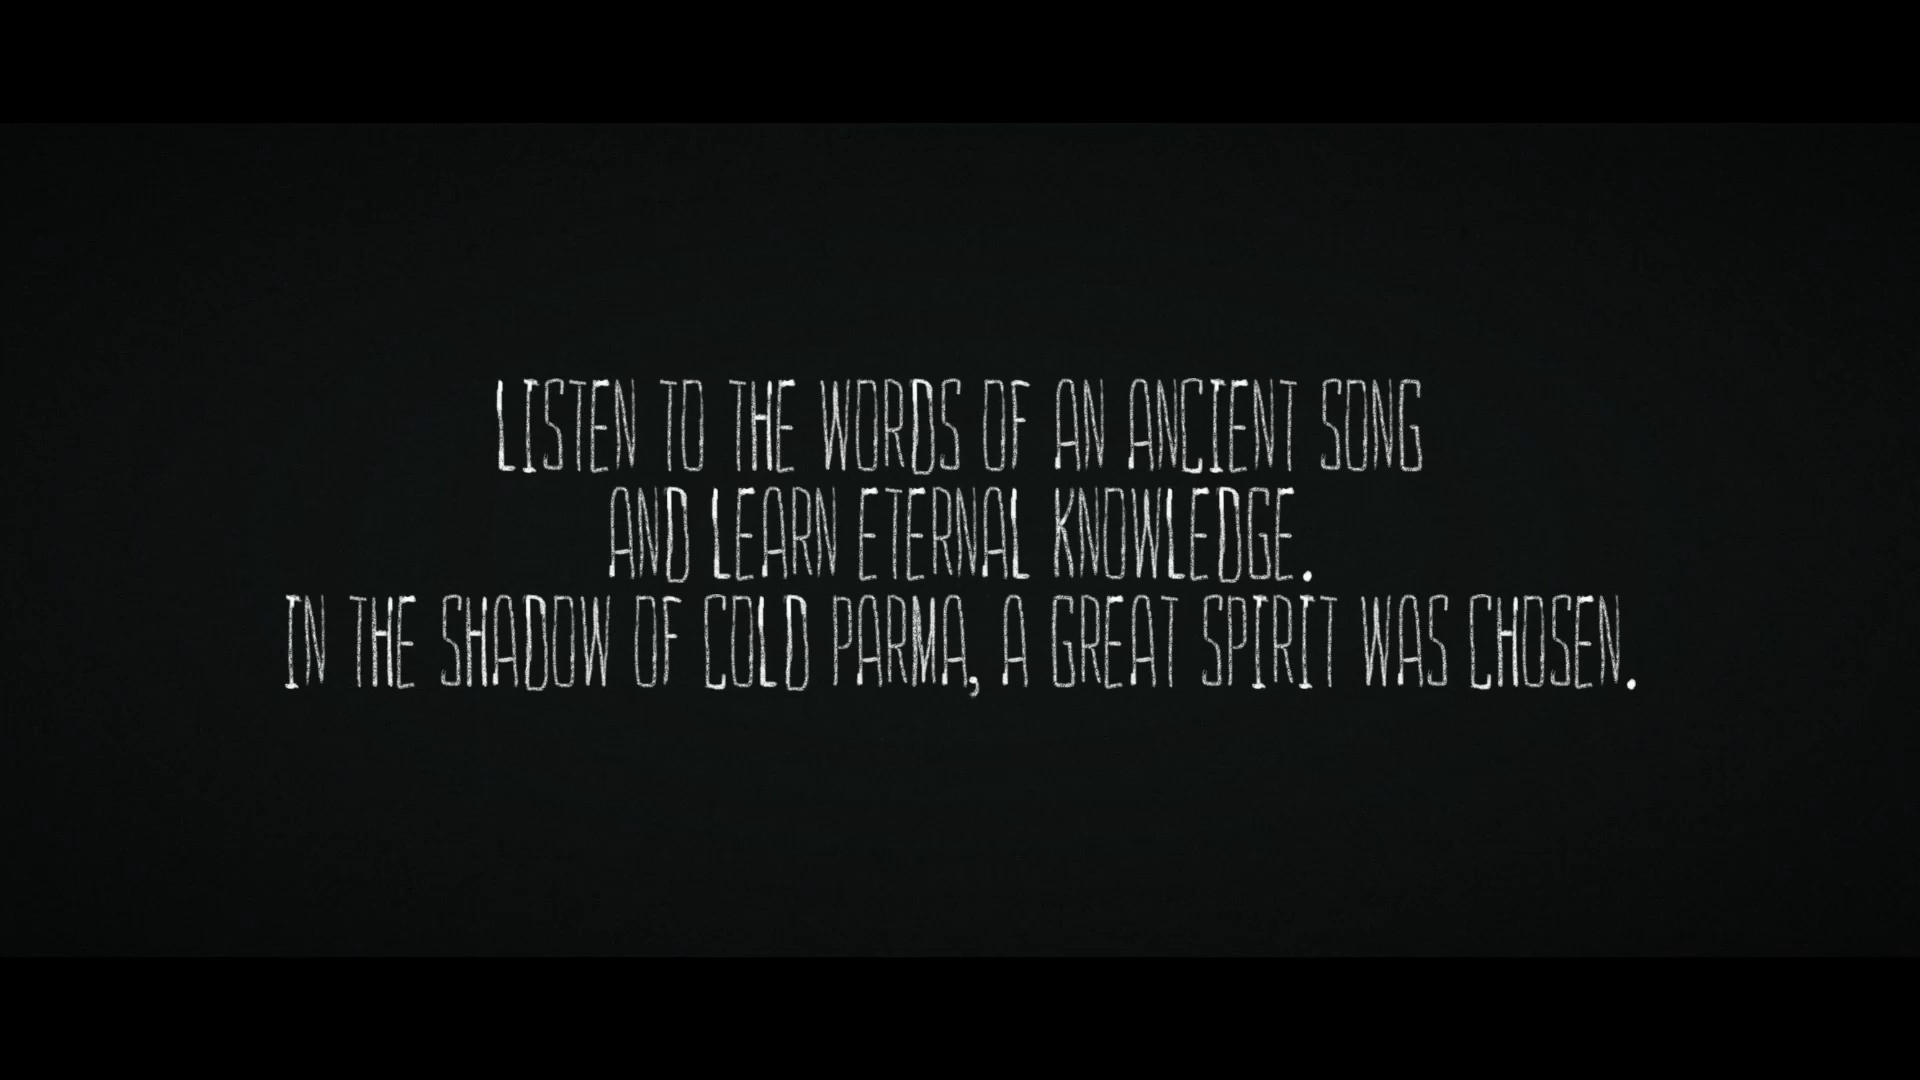 LISTEN TO THE WORDS OF AN ANCIENT SONG
AND LEARN ETERNAL KNOWLEDGE.
IN THE SHADOW OF COLD PARMA, A GREAT SPIRIT WAS CHOSEN.